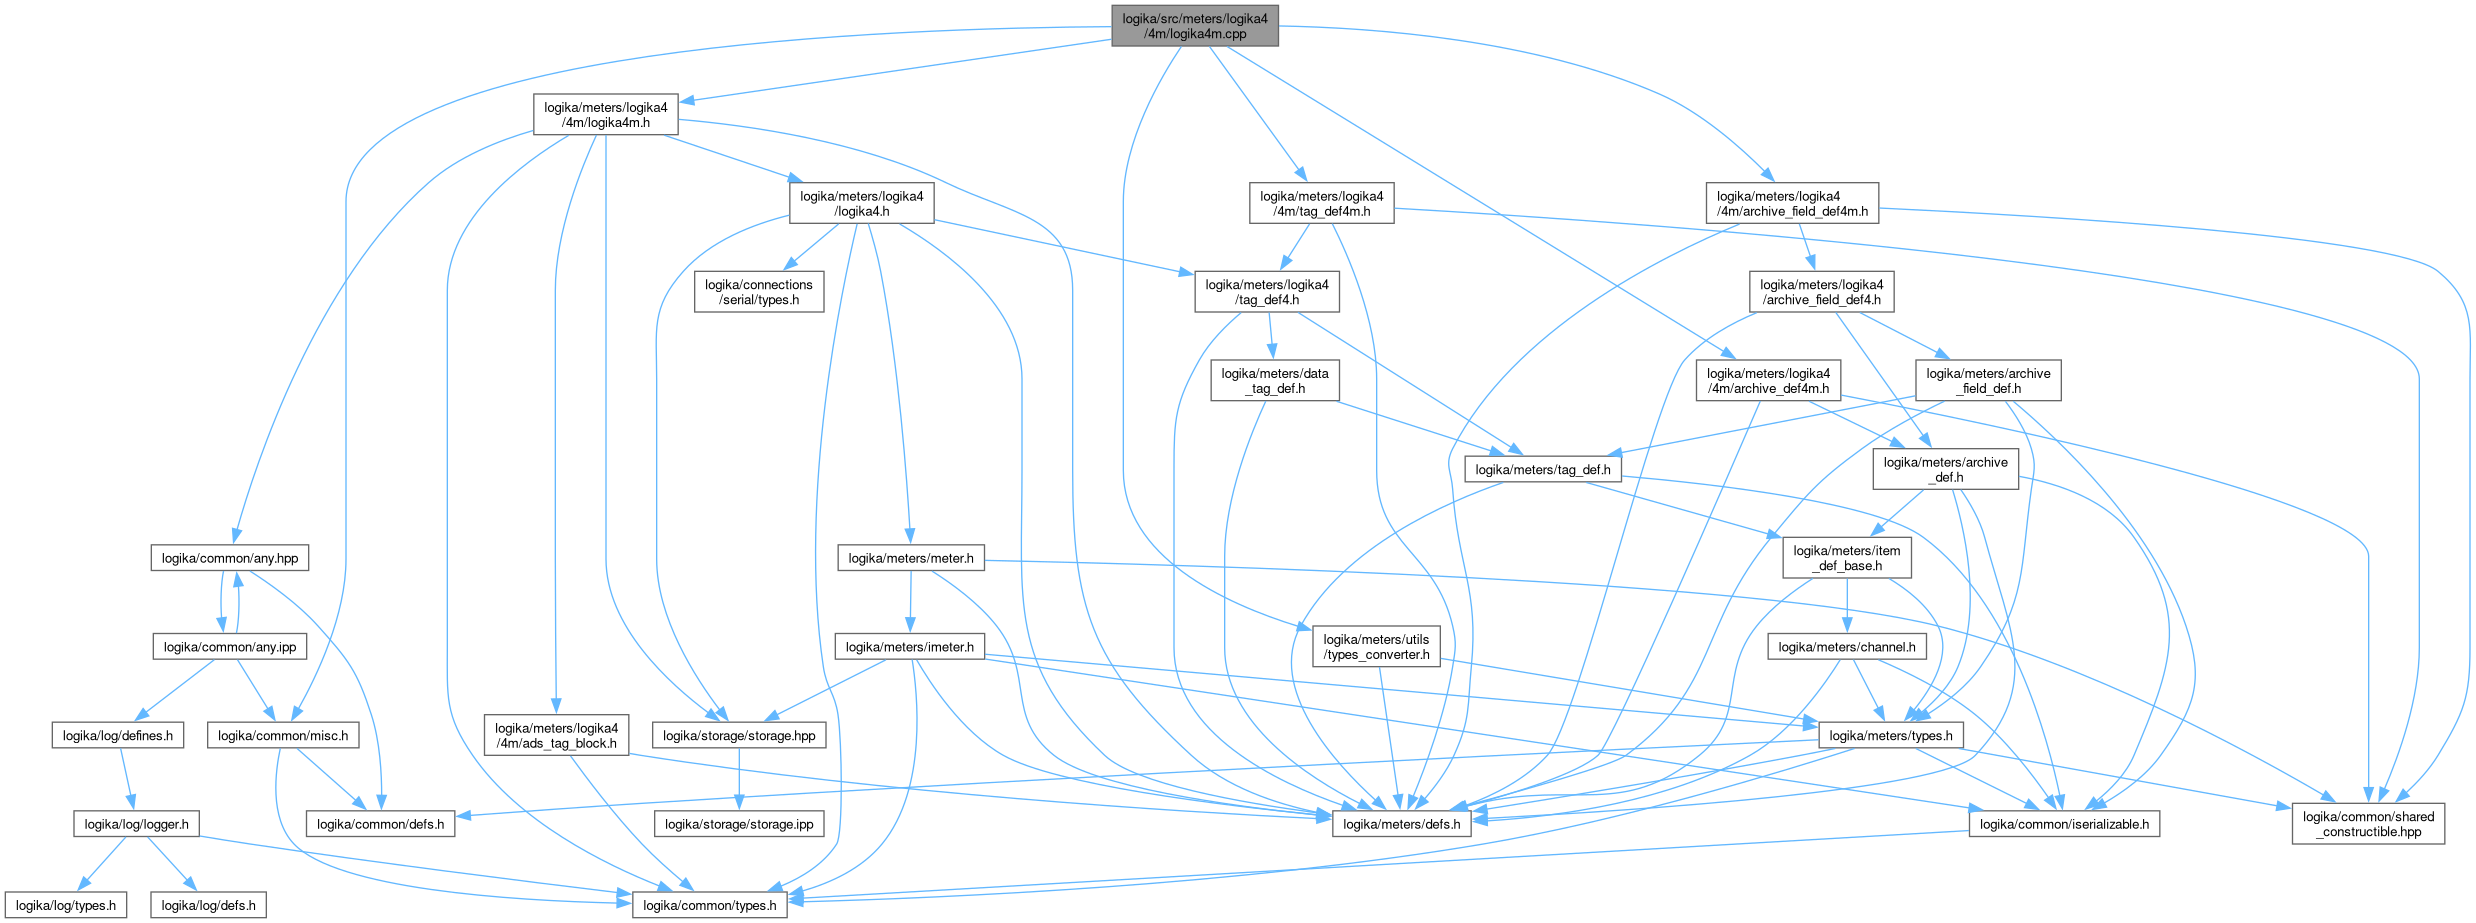 logika/src/meters/logika4
/4m/logika4m.cpp
logika/meters/logika4
/4m/logika4m.h
logika/meters/logika4
/logika4.h
logika/meters/logika4
/4m/tag_def4m.h
logika/meters/logika4
/4m/archive_field_def4m.h
logika/connections
/serial/types.h
logika/meters/logika4
/tag_def4.h
logika/meters/logika4
/archive_field_def4.h
logika/meters/data
_tag_def.h
logika/meters/logika4
/4m/archive_def4m.h
logika/meters/archive
_field_def.h
logika/meters/tag_def.h
logika/meters/archive
_def.h
logika/common/any.hpp
logika/meters/meter.h
logika/meters/item
_def_base.h
logika/common/any.ipp
logika/meters/imeter.h
logika/meters/utils
/types_converter.h
logika/meters/channel.h
logika/log/defines.h
logika/common/misc.h
logika/meters/logika4
/4m/ads_tag_block.h
logika/storage/storage.hpp
logika/meters/types.h
logika/log/logger.h
logika/common/defs.h
logika/storage/storage.ipp
logika/meters/defs.h
logika/common/iserializable.h
logika/common/shared
_constructible.hpp
logika/log/types.h
logika/log/defs.h
logika/common/types.h